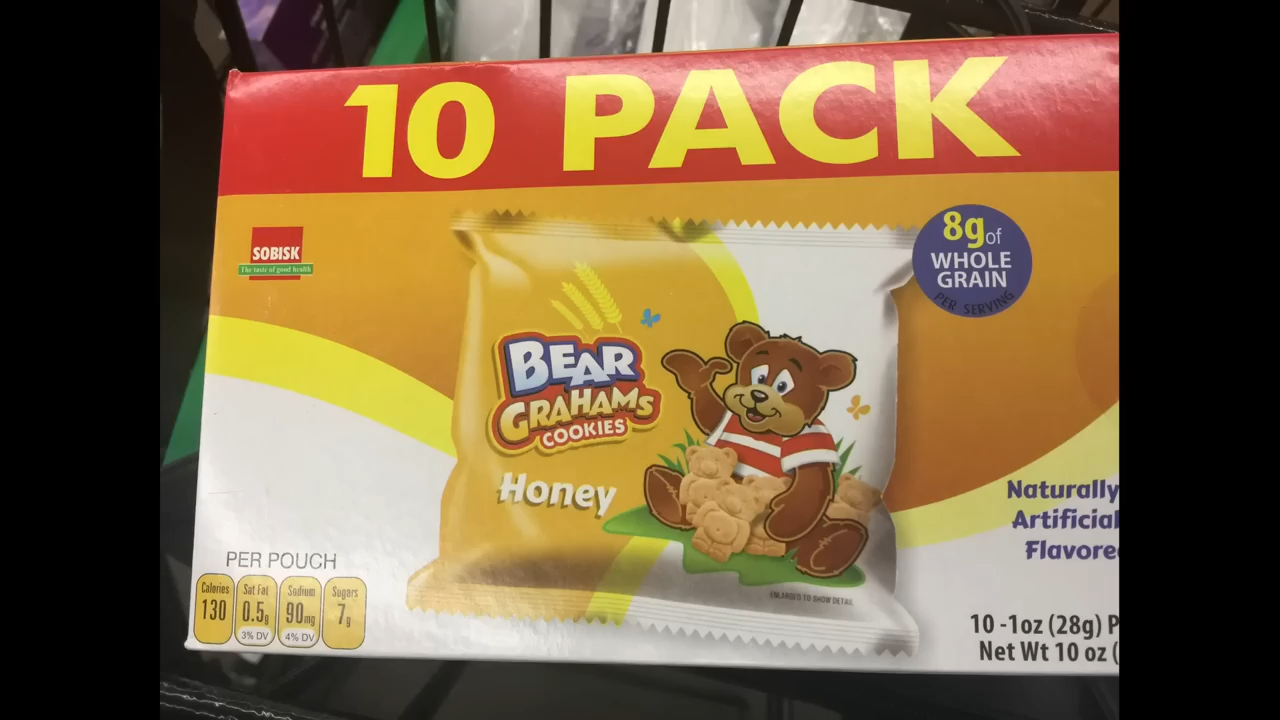 10 PACK
SOBISK
The taste of good health
8g of
WHOLE
GRAIN
PER SERVING
BEAR
GRAHAMS
COOKIES
Honey
Naturally
Artificial
Flavore
PER POUCH
Calories
130
Sat Fat
0.5g
3% DV
Sodium
90mg
4% DV
Sugars
7g
ENLARGED TO SHOW DETAIL
10 -1oz (28g) P
Net Wt 10 oz (